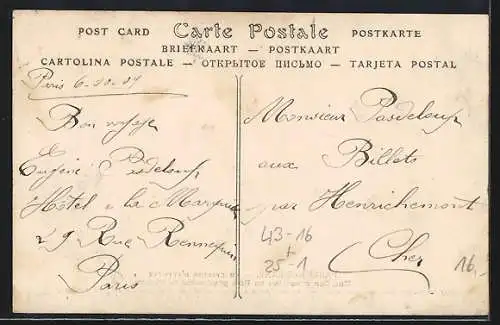 POST CARD Carte Postale POSTKARTE
BRIEFKAART — POSTKAART
CARTOLINA POSTALE — ОТКРЫТОЕ ПИСЬМО — TARJETA POSTAL
Paris 6-10-07
Bon voyage
Eugène Pasdeloup
Hôtel de la Marquise
29 Rue Rennequin
Paris
Monsieur Pasdeloup
aux Billets
par Henrichemont
Cher
43-16
25-1
16,